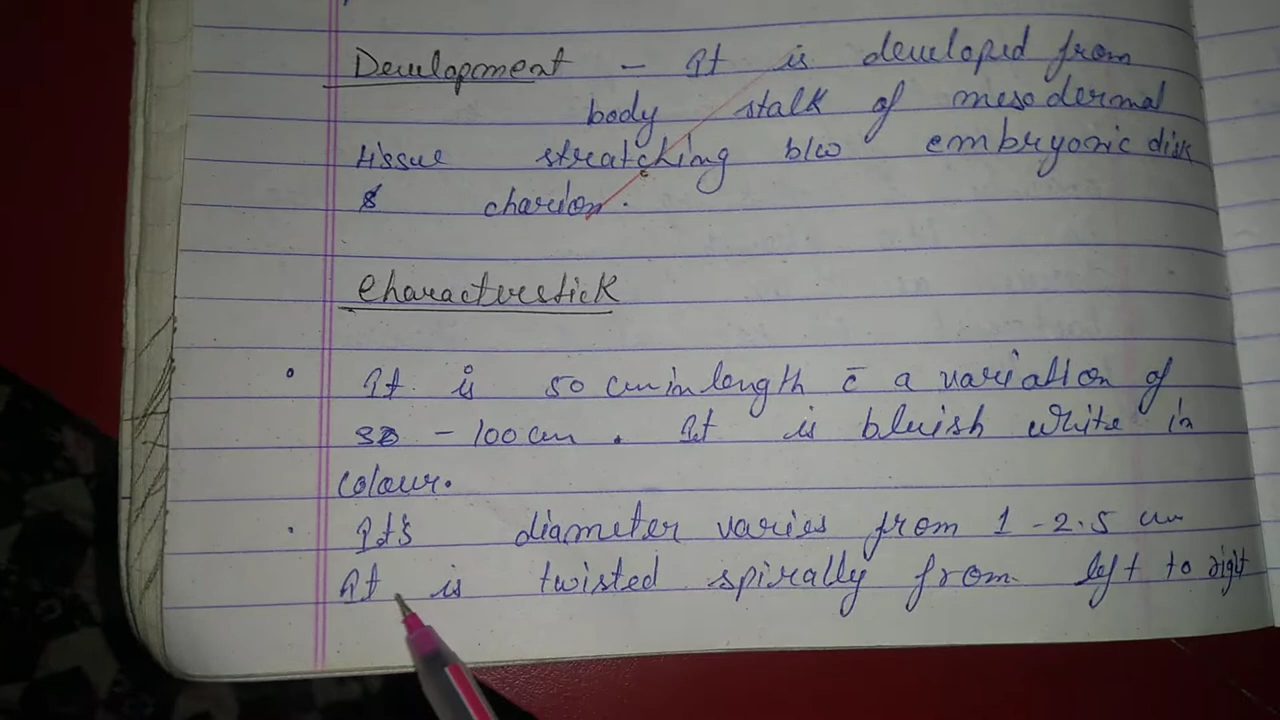 Development - It is developed from
body stalk of mesodermal
tissue streatching b/w embryonic disk
& chorion.
Characterstick
It is 50 cm in length c̄ a variation of
30 - 100 cm. It is bluish white in
colour.
It's diameter varies from 1 - 2.5 cm
It is twisted spirally from left to right